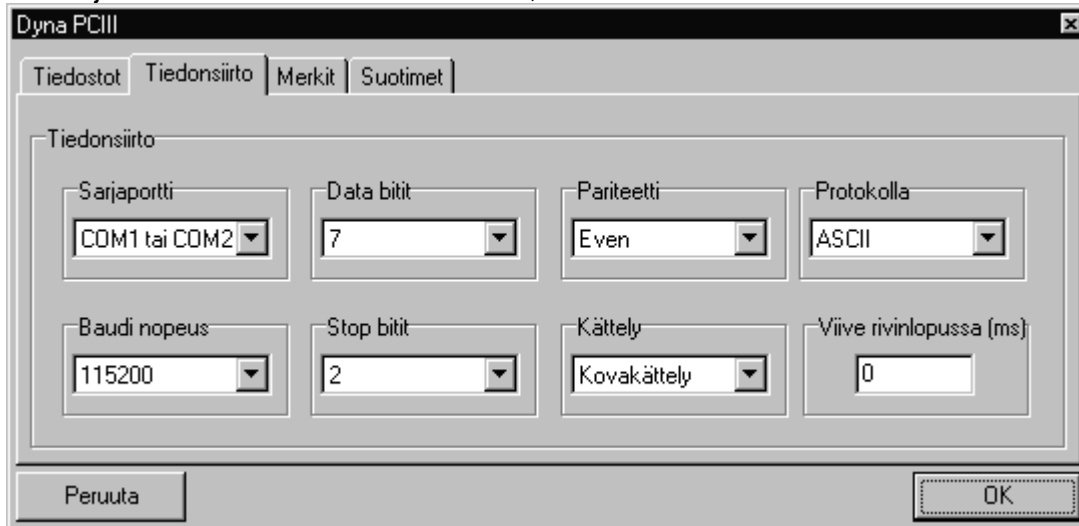 Dyna PCIII
Tiedostot Tiedonsiirto Merkit Suotimet
Tiedonsiirto
Sarjaportti Data bitit Pariteetti Protokolla
COM1 tai COM2 7 Even ASCII
Baudi nopeus Stop bitit Kättely Viive rivinlopussa (ms)
115200 2 Kovakättely 0
Peruuta OK